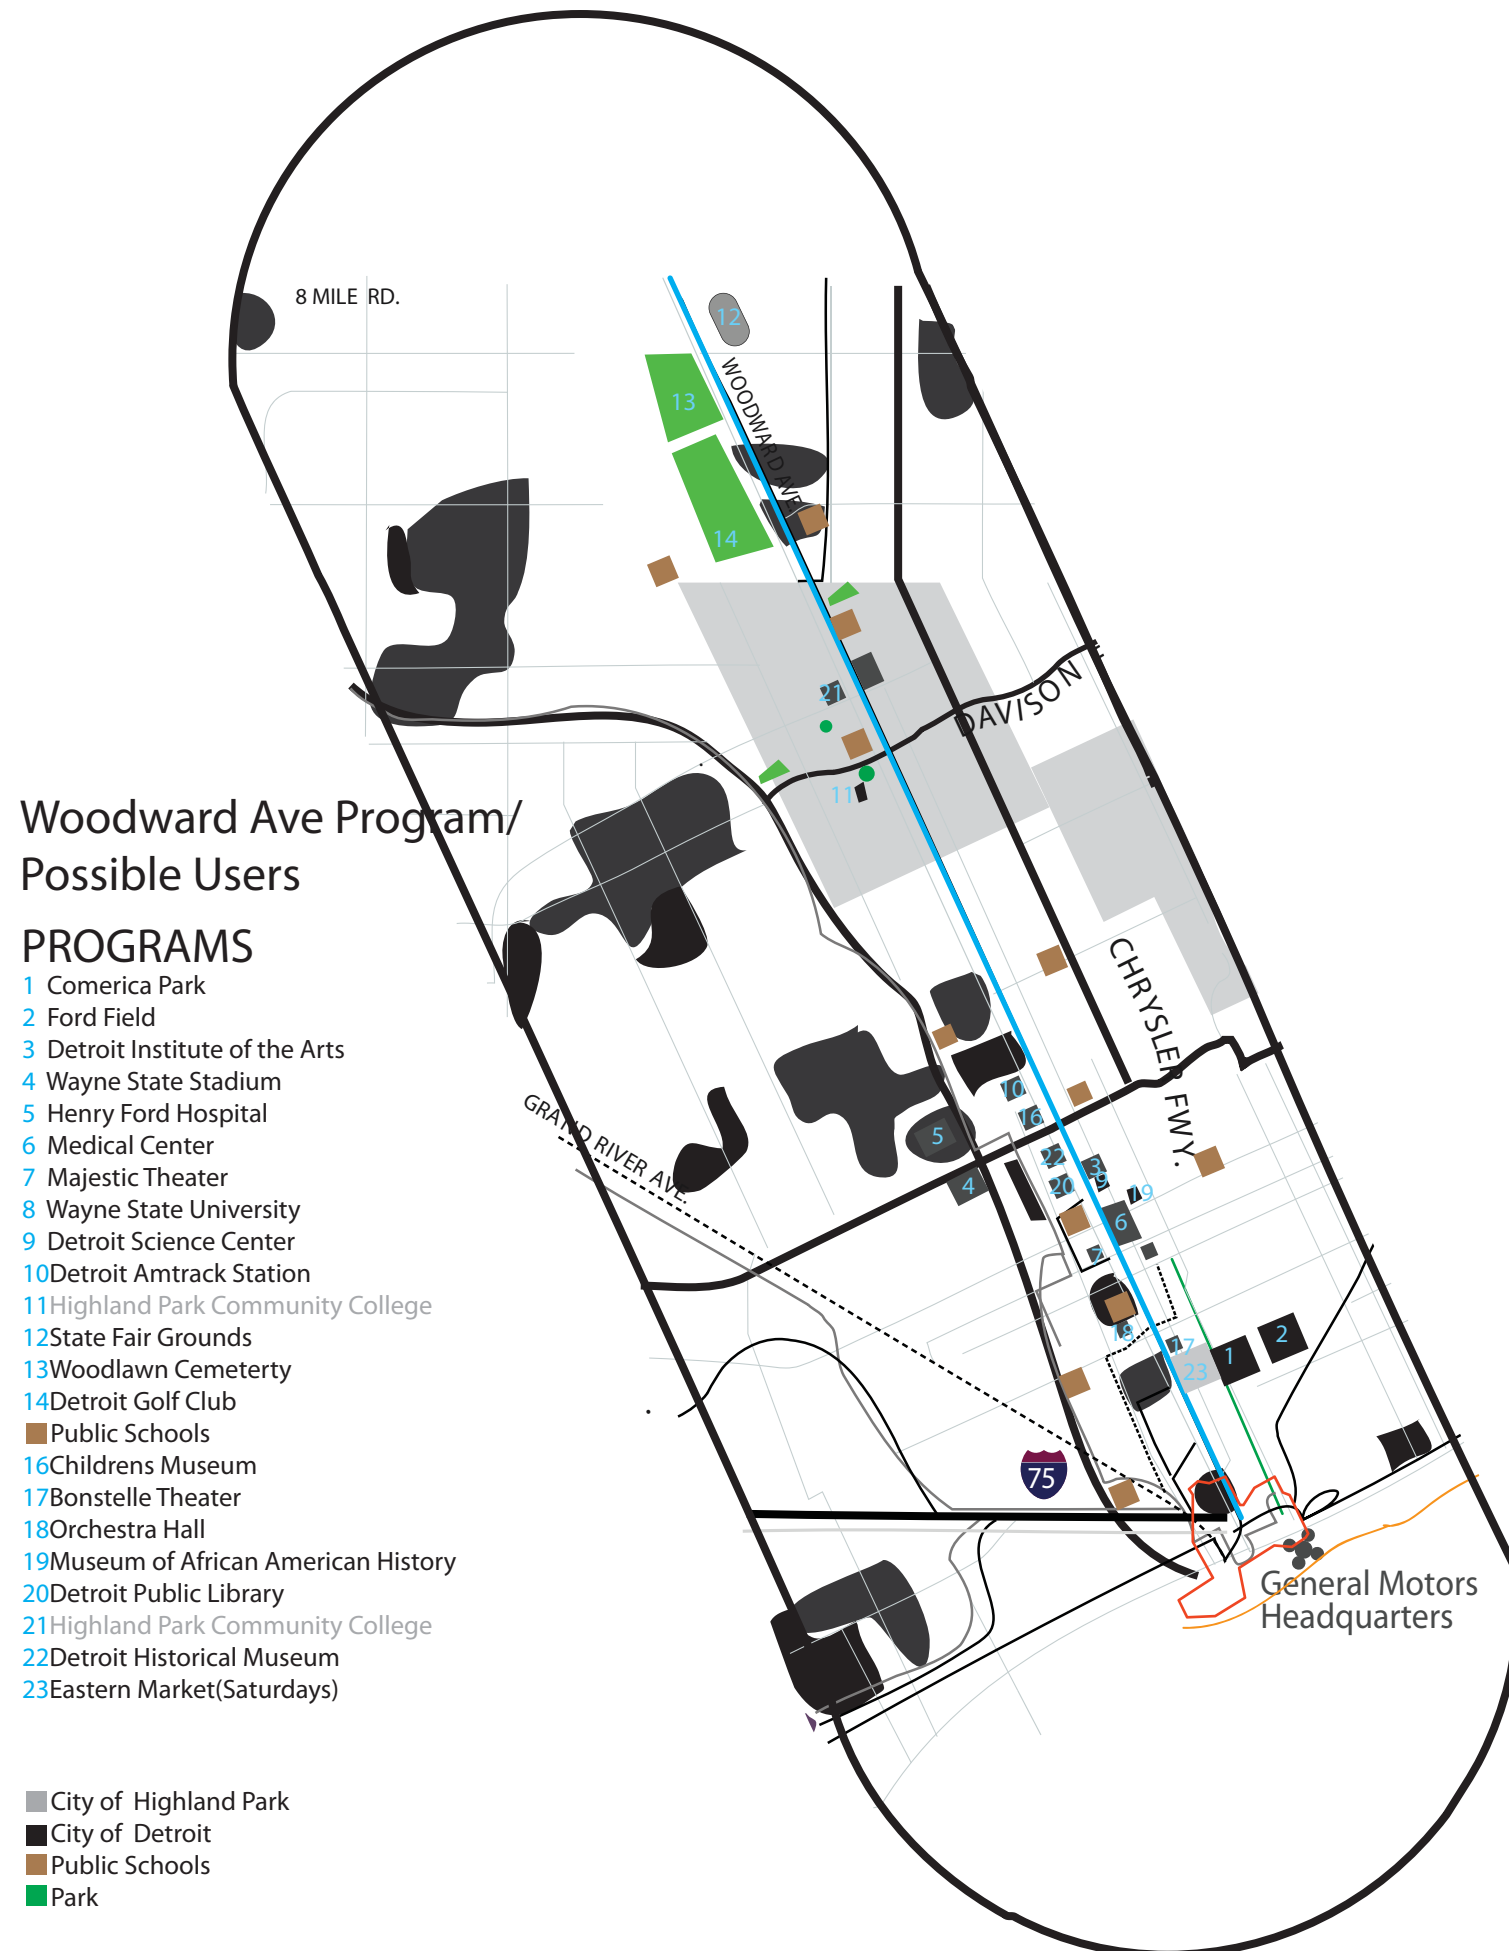 8 MILE RD.
12
13
WOODWARD AVE.
14
21
DAVISON
11
Woodward Ave Program/
Possible Users
PROGRAMS
1 Comerica Park
2 Ford Field
3 Detroit Institute of the Arts
4 Wayne State Stadium
5 Henry Ford Hospital
6 Medical Center
7 Majestic Theater
8 Wayne State University
9 Detroit Science Center
10Detroit Amtrack Station
11Highland Park Community College
12State Fair Grounds
13Woodlawn Cemeterty
14Detroit Golf Club
Public Schools
16Childrens Museum
17Bonstelle Theater
18Orchestra Hall
19Museum of African American History
20Detroit Public Library
21Highland Park Community College
22Detroit Historical Museum
23Eastern Market(Saturdays)
City of Highland Park
City of Detroit
Public Schools
Park
CHRYSLER FWY.
GRAND RIVER AVE.
10
16
5
22
3
9
4
20
19
6
7
18
17
2
1
23
75
General Motors
Headquarters